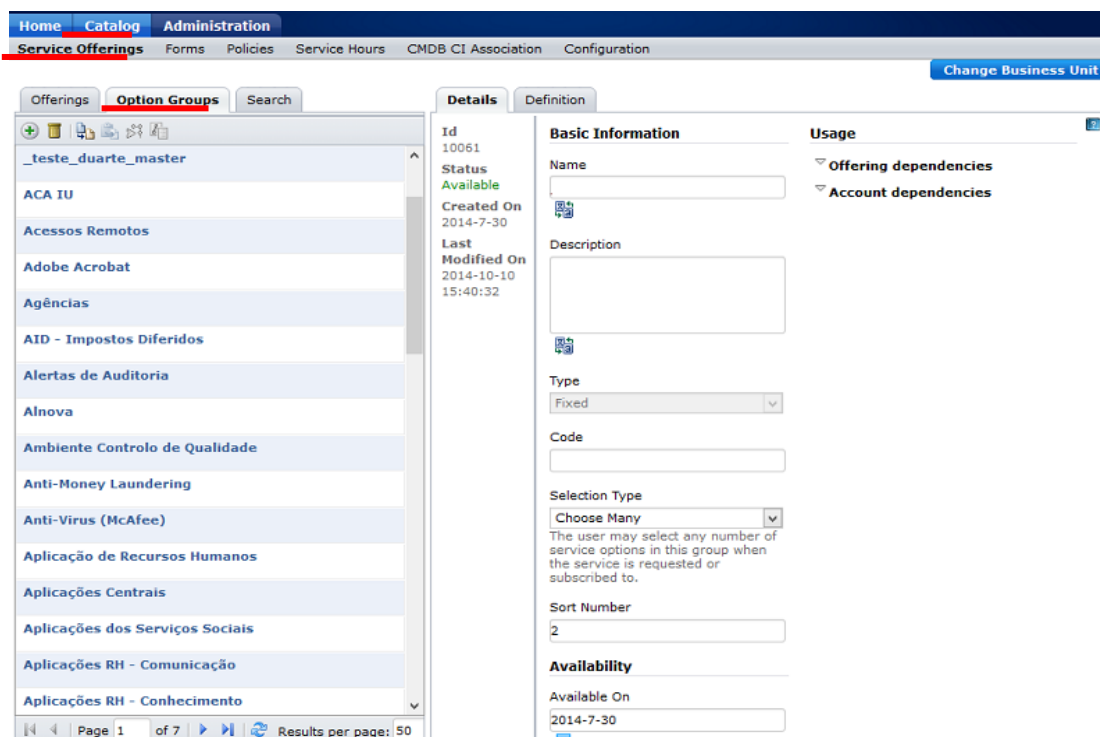 Home Catalog Administration
Service Offerings Forms Policies Service Hours CMDB CI Association Configuration
Change Business Unit
Offerings Option Groups Search
_teste_duarte_master
ACA IU
Acessos Remotos
Adobe Acrobat
Agências
AID - Impostos Diferidos
Alertas de Auditoria
Alnova
Ambiente Controlo de Qualidade
Anti-Money Laundering
Anti-Virus (McAfee)
Aplicação de Recursos Humanos
Aplicações Centrais
Aplicações dos Serviços Sociais
Aplicações RH - Comunicação
Aplicações RH - Conhecimento
Page 1 of 7 Results per page: 50
Details Definition
Id
10061
Status
Available
Created On
2014-7-30
Last
Modified On
2014-10-10
15:40:32
Basic Information
Name
.
Description
Type
Fixed
Code
Selection Type
Choose Many
The user may select any number of
service options in this group when
the service is requested or
subscribed to.
Sort Number
2
Availability
Available On
2014-7-30
Usage
Offering dependencies
Account dependencies
?